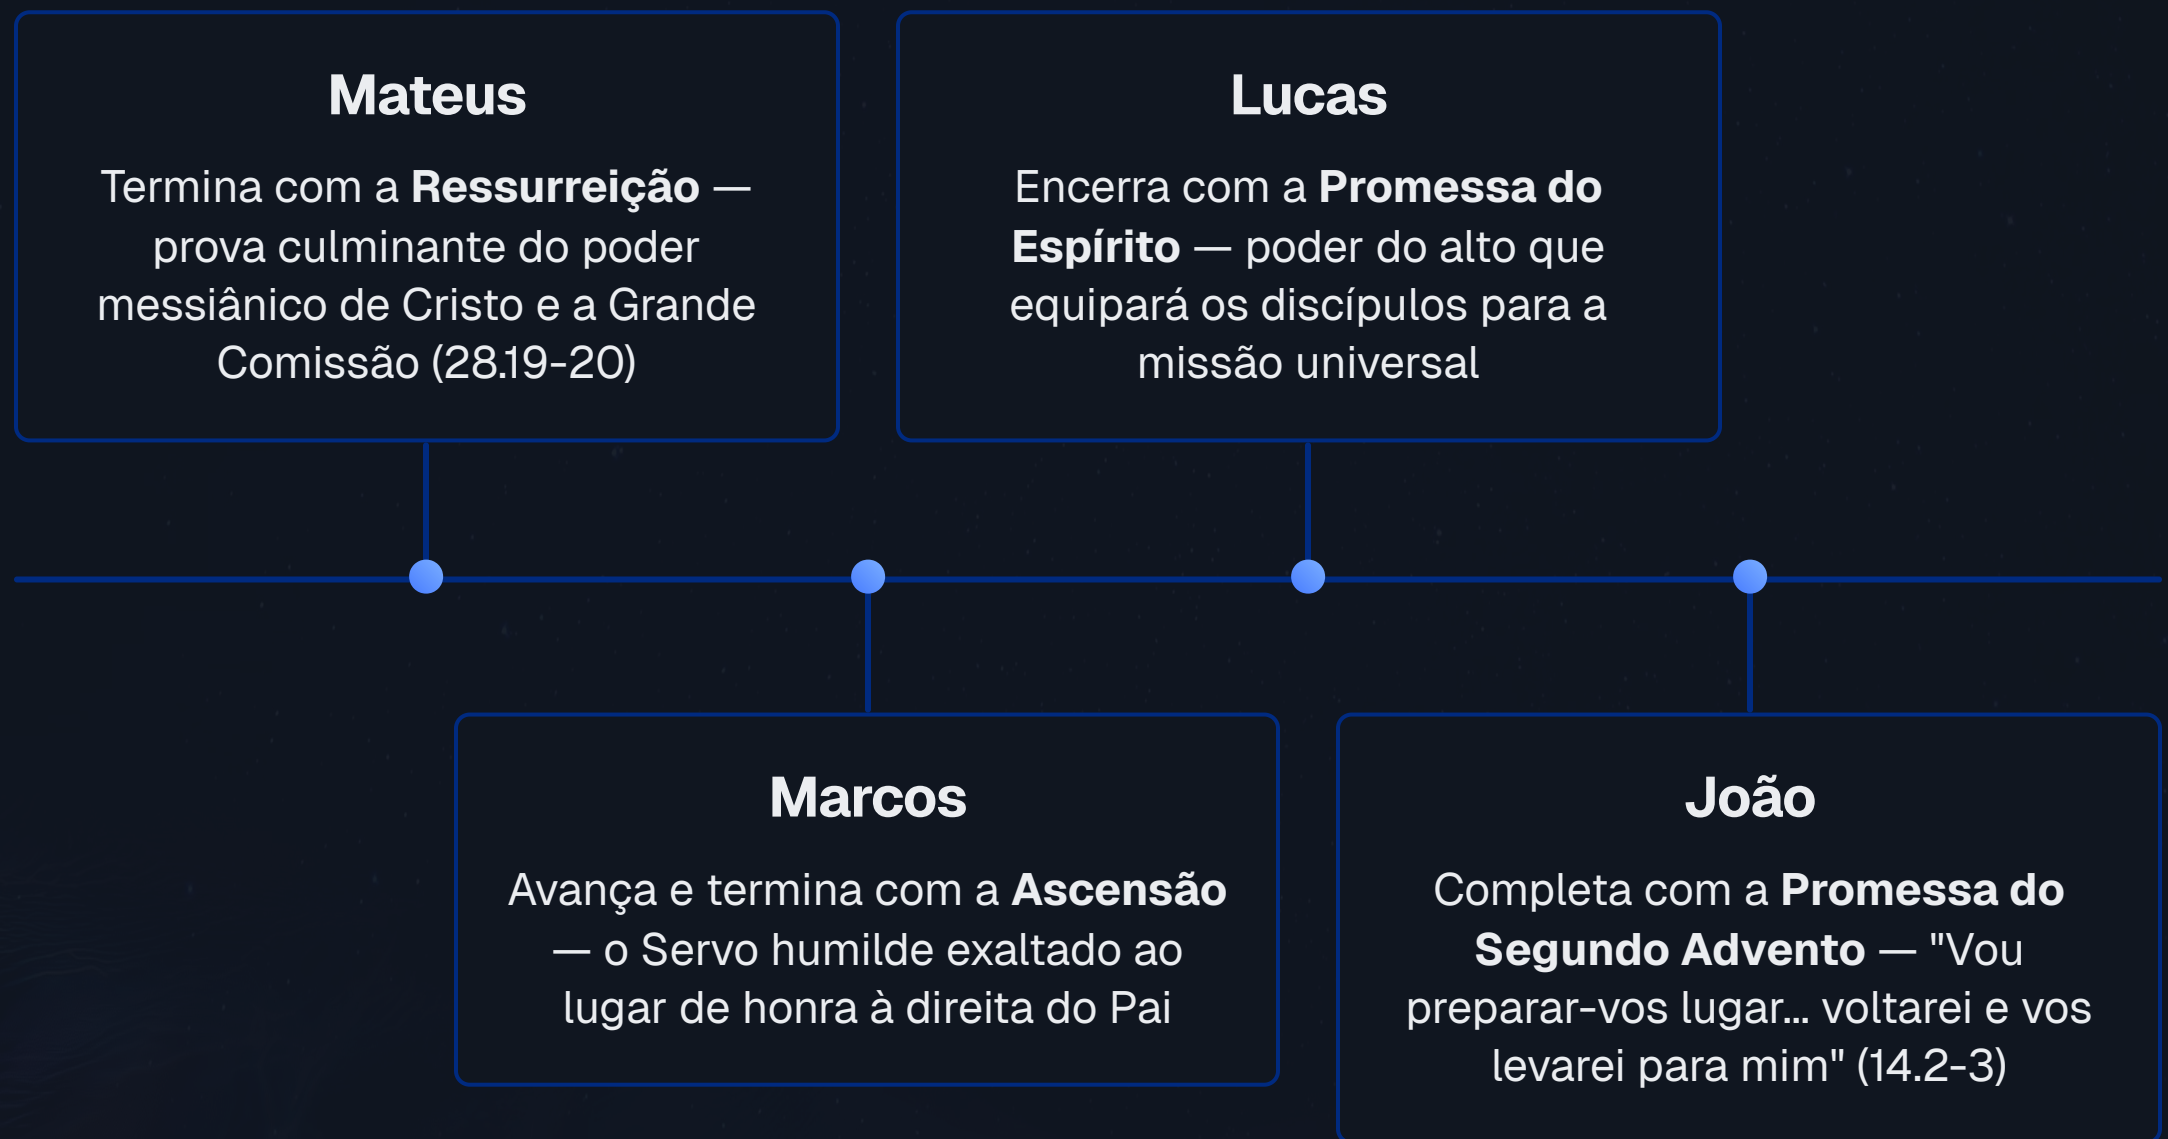 Mateus
Termina com a Ressurreição —
prova culminante do poder
messiânico de Cristo e a Grande
Comissão (28.19-20)
Lucas
Encerra com a Promessa do
Espírito — poder do alto que
equipará os discípulos para a
missão universal
Marcos
Avança e termina com a Ascensão
— o Servo humilde exaltado ao
lugar de honra à direita do Pai
João
Completa com a Promessa do
Segundo Advento — "Vou
preparar-vos lugar... voltarei e vos
levarei para mim" (14.2-3)